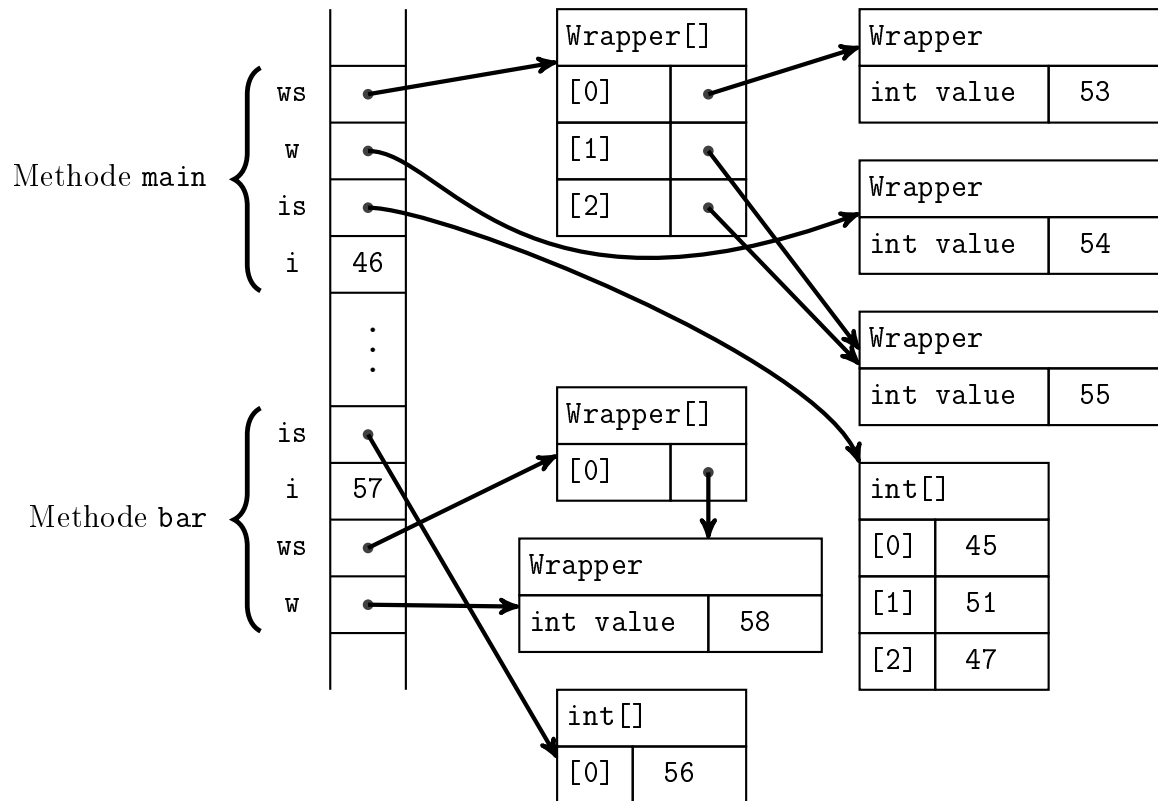 Methode main
ws
w
is
i 46
⋮
Methode bar
is
i 57
ws
w
Wrapper[]
[0]
[1]
[2]
Wrapper
int value 53
Wrapper
int value 54
Wrapper
int value 55
Wrapper[]
[0]
Wrapper
int value 58
int[]
[0] 45
[1] 51
[2] 47
int[]
[0] 56